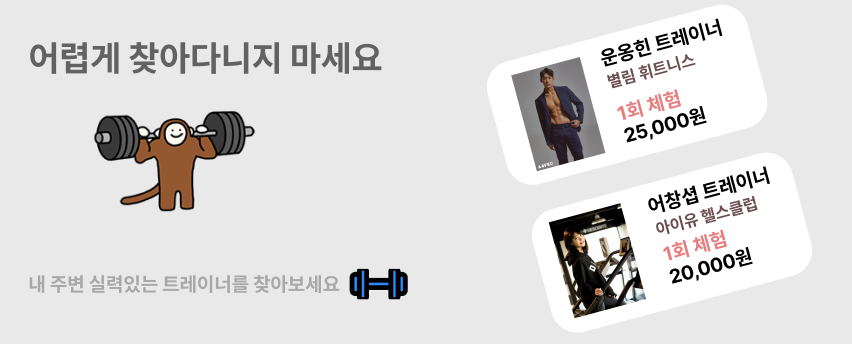 어렵게 찾아다니지 마세요
내 주변 실력있는 트레이너를 찾아보세요
운옹힌 트레이너
별림 휘트니스
1회 체험
25,000원
어창셥 트레이너
아이유 헬스클럽
1회 체험
20,000원